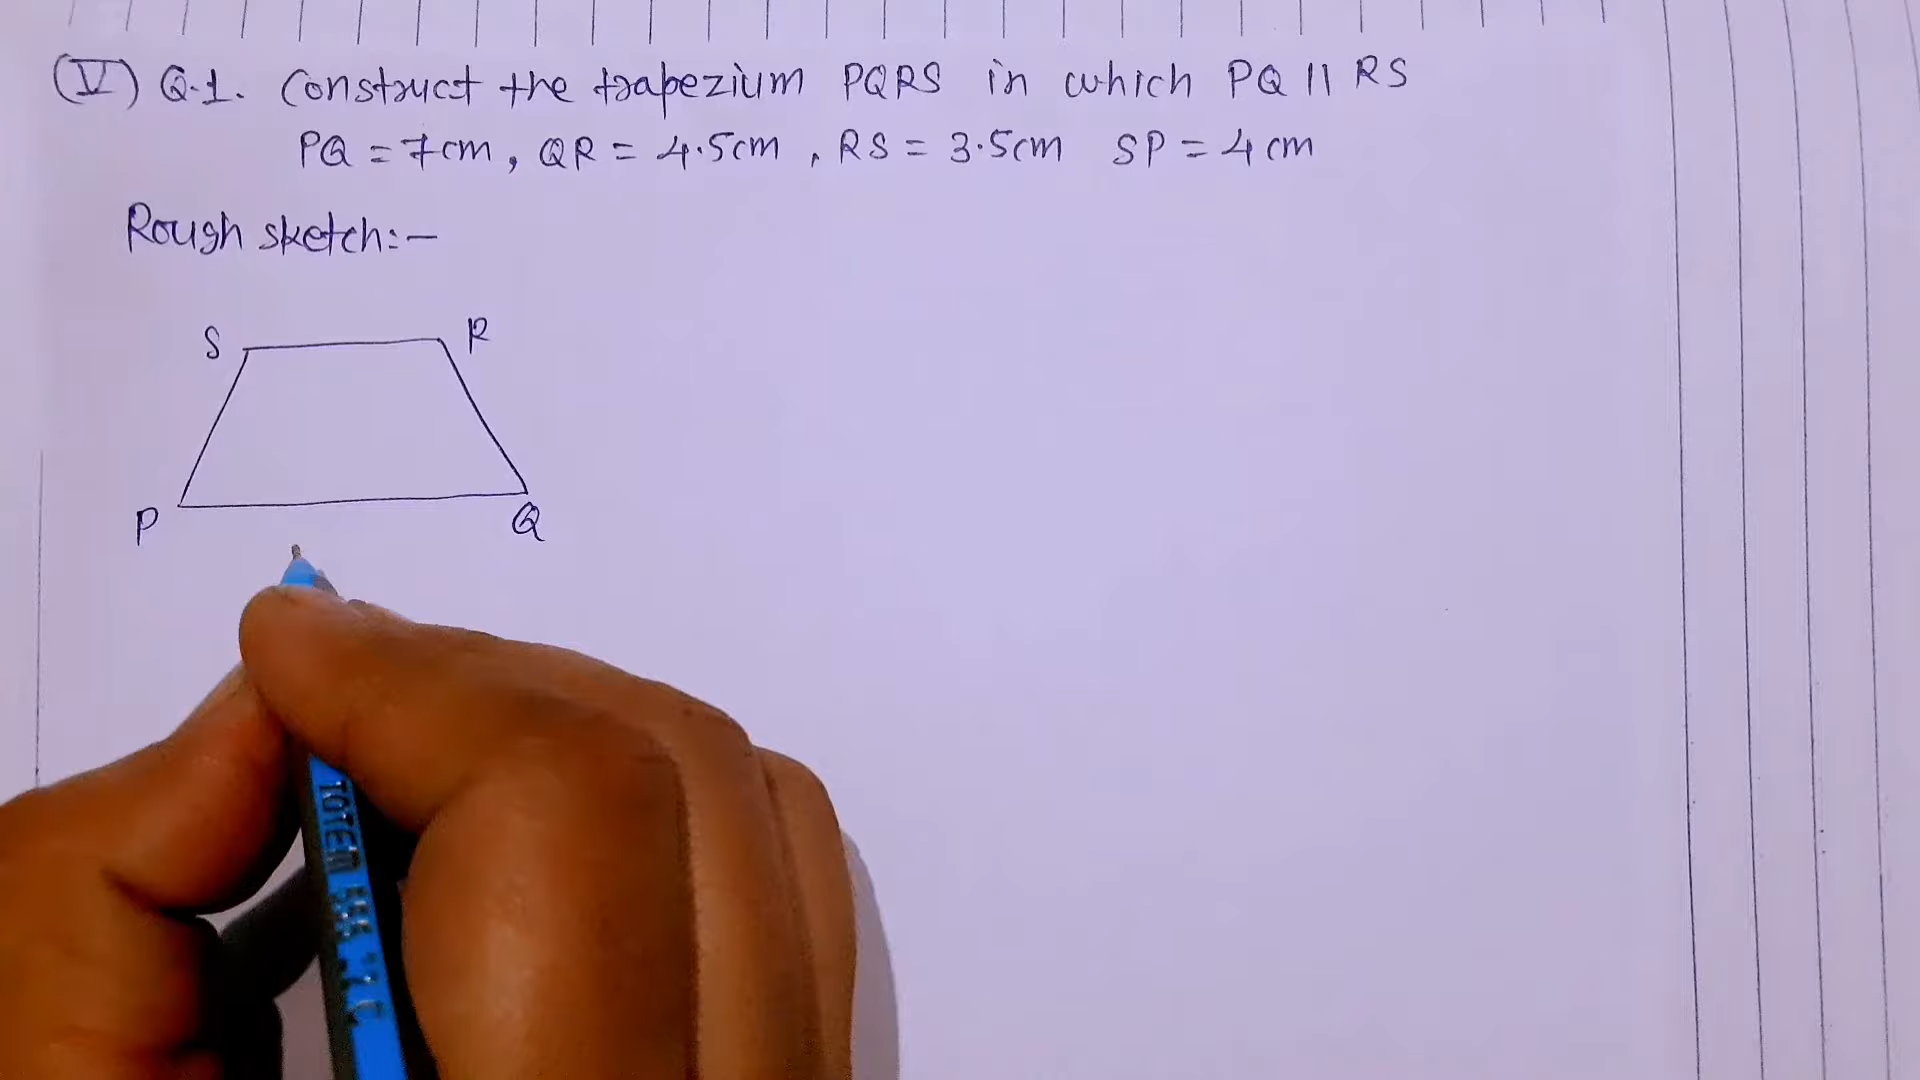 (V) Q.1. Construct the trapezium PQRS in which PQ || RS
PQ = 7cm, QR = 4.5cm, RS = 3.5cm SP = 4cm
Rough sketch:-
S R
P Q
TOTEM